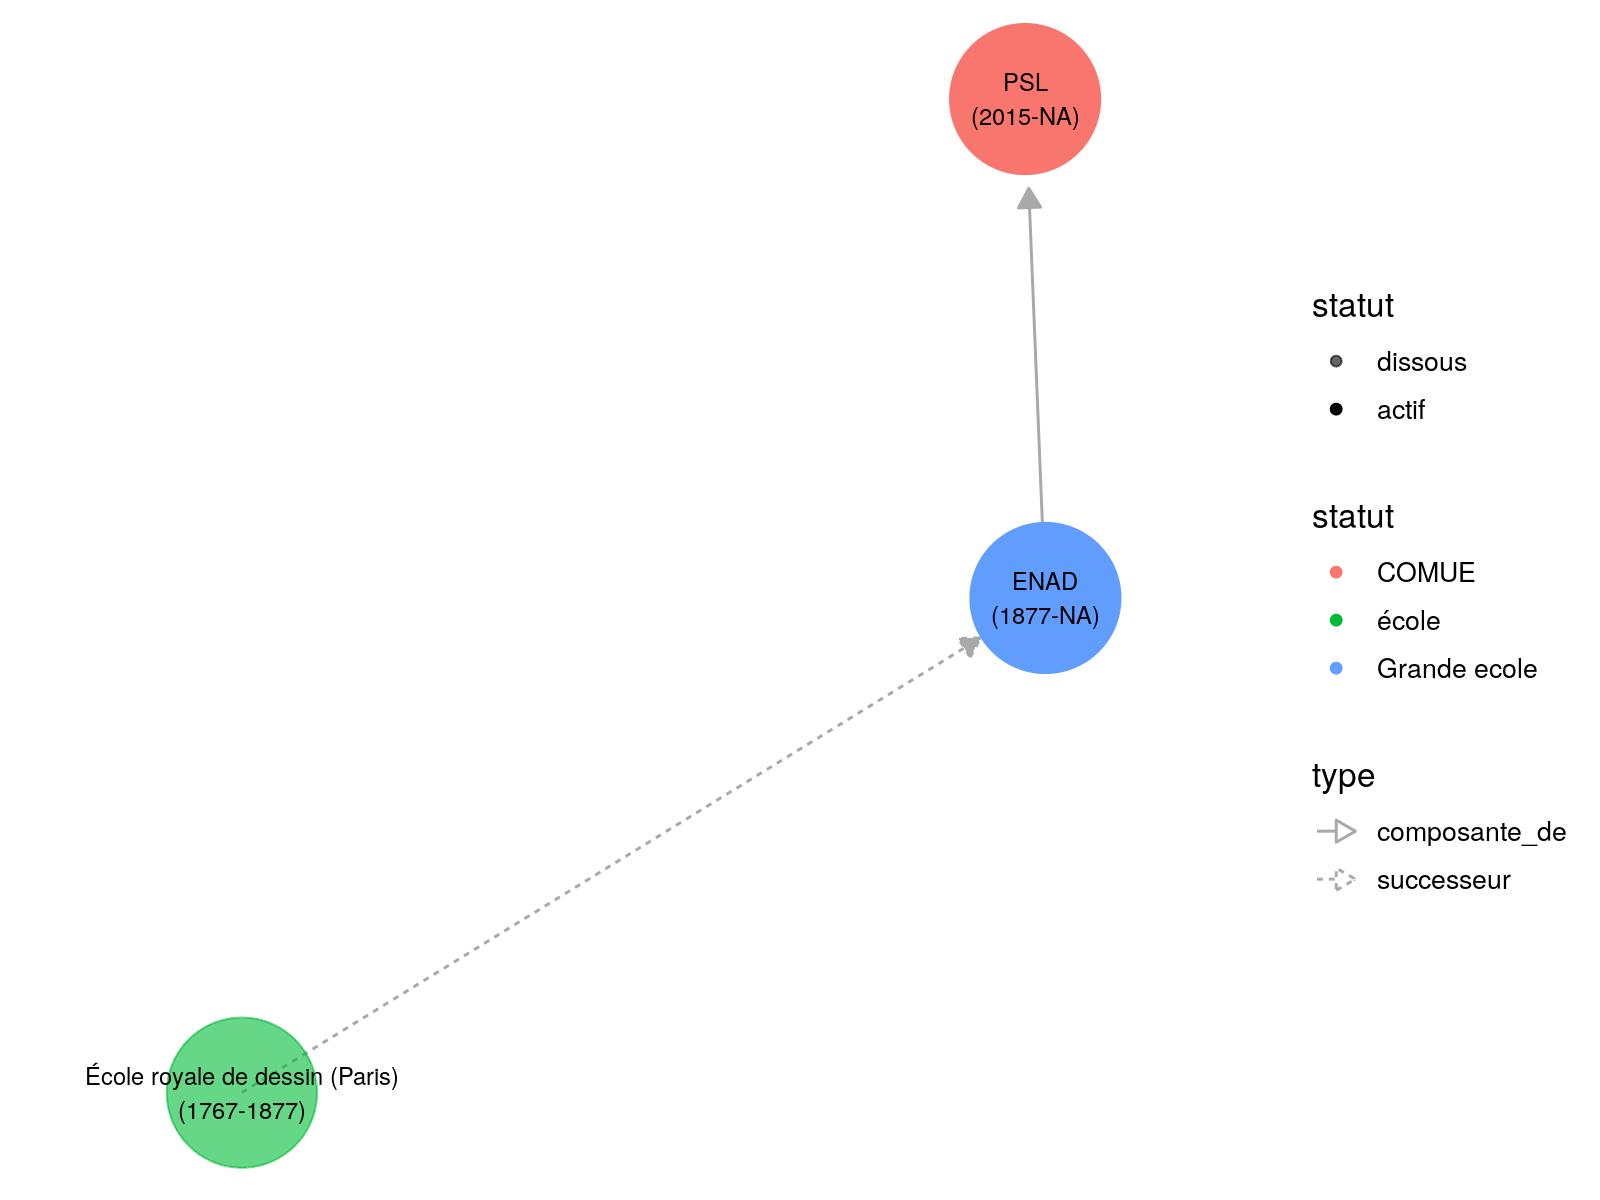 PSL
(2015-NA)
statut
dissous
actif
statut
COMUE
école
Grande ecole
ENAD
(1877-NA)
type
composante_de
successeur
École royale de dessin (Paris)
(1767-1877)